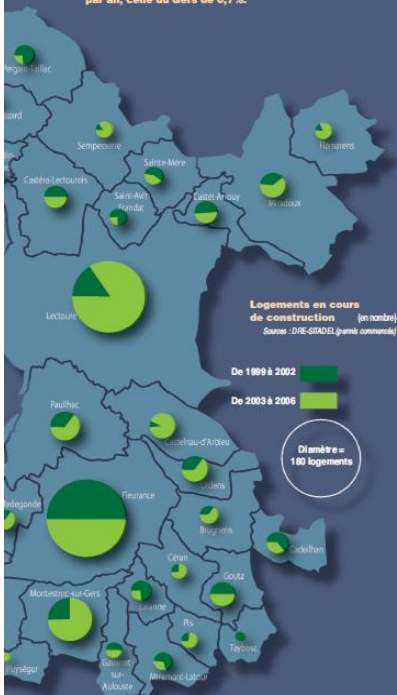 par an, celle du Gers de 0,7%.
Pergain-Taillac
Sempesserre
Flamarens
Sainte-Mère
Castéra-Lectourois
Saint-Avit
Frandat
Castet-Arrouy
Miradoux
Lectoure
Logements en cours
de construction (en nombre)
Sources : DRE-SITADEL (permis commencés)
De 1999 à 2002
De 2003 à 2006
Diamètre =
180 logements
Pauilhac
Castelnau-d'Arbieu
Urdens
Fleurance
Brugnens
Cadeilhan
Céran
Goutz
Montestruc-sur-Gers
Lalanne
Pis
Taybosc
Puységur
Gavarret-
sur-
Aulouste
Miramont-Latour